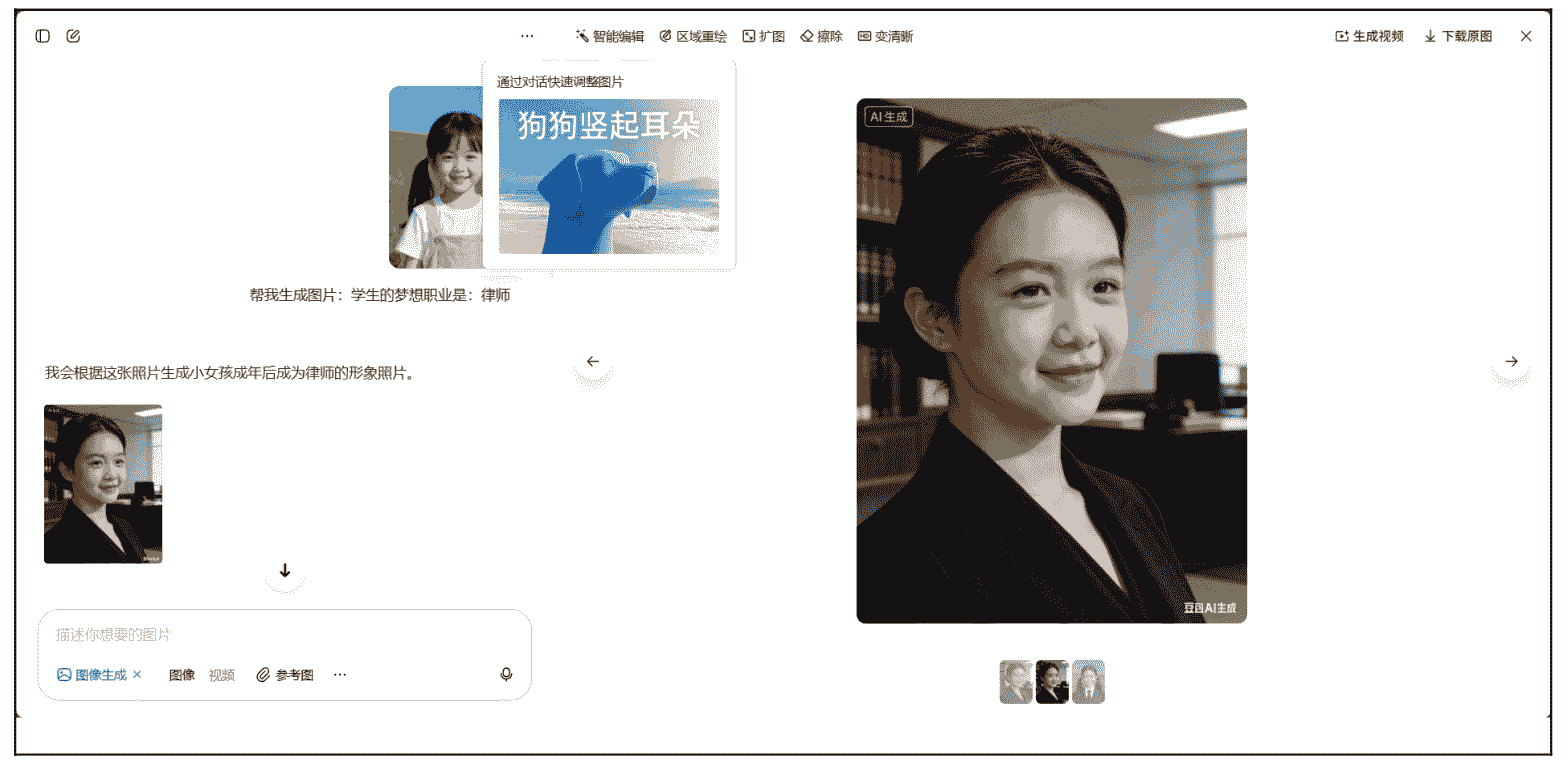 智能编辑 区域重绘 扩图 擦除 HD 变清晰 生成视频 下载原图
通过对话快速调整图片
狗狗竖起耳朵
帮我生成图片：学生的梦想职业是：律师
我会根据这张照片生成小女孩成年后成为律师的形象照片。
描述你想要的图片
图像生成 图像 视频 参考图
AI生成
豆包AI生成